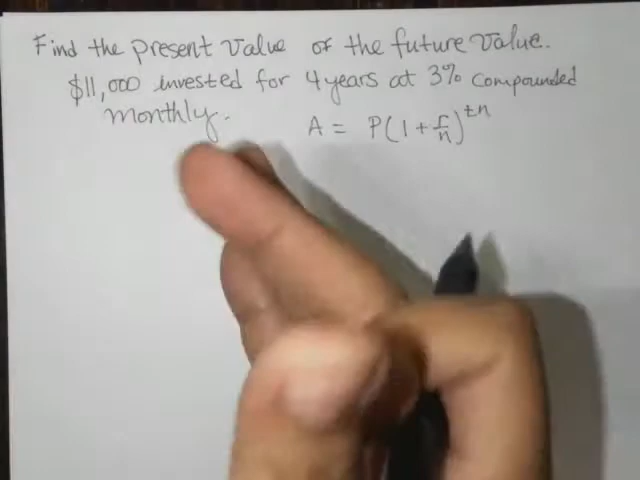 Find the present value of the future value.
$11,000 invested for 4 years at 3% compounded
monthly. A = P(1 + r/n)^tn